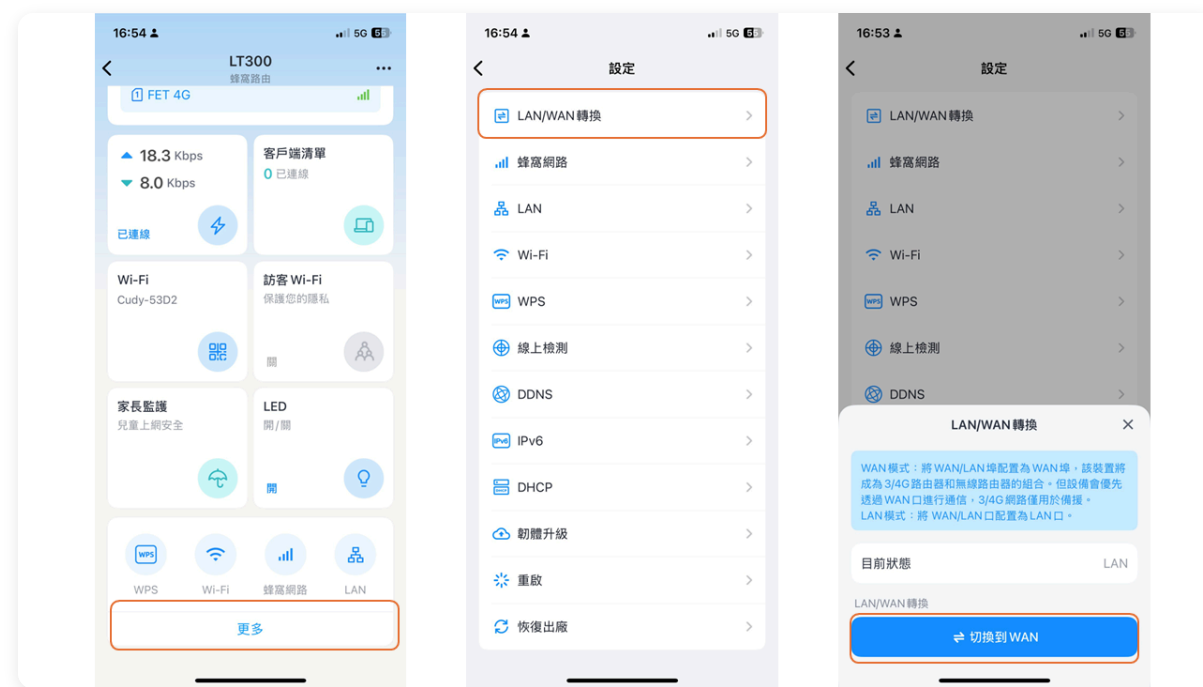 16:54
5G 5
LT300
蜂窩路由
FET 4G
18.3 Kbps
8.0 Kbps
已連線
客戶端清單
0 已連線
Wi-Fi
Cudy-53D2
訪客 Wi-Fi
保護您的隱私
關
家長監護
兒童上網安全
LED
開/關
開
WPS
WPS
Wi-Fi
蜂窩網路
LAN
更多
16:54
5G 5
設定
LAN/WAN 轉換
蜂窩網路
LAN
Wi-Fi
WPS
WPS
線上檢測
DDNS
IPv6
IPv6
DHCP
韌體升級
重啟
恢復出廠
16:53
5G 5
設定
LAN/WAN 轉換
蜂窩網路
LAN
Wi-Fi
WPS
WPS
線上檢測
DDNS
LAN/WAN 轉換
WAN 模式：將 WAN/LAN 埠配置為 WAN 埠，該裝置將
成為 3/4G 路由器和無線路由器的組合。但設備會優先
透過 WAN 口進行通信，3/4G 網路僅用於備援。
LAN 模式：將 WAN/LAN 口配置為 LAN 口。
目前狀態
LAN
LAN/WAN 轉換
切換到 WAN